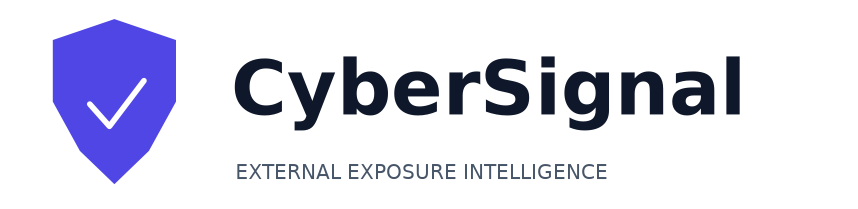 CyberSignal
EXTERNAL EXPOSURE INTELLIGENCE